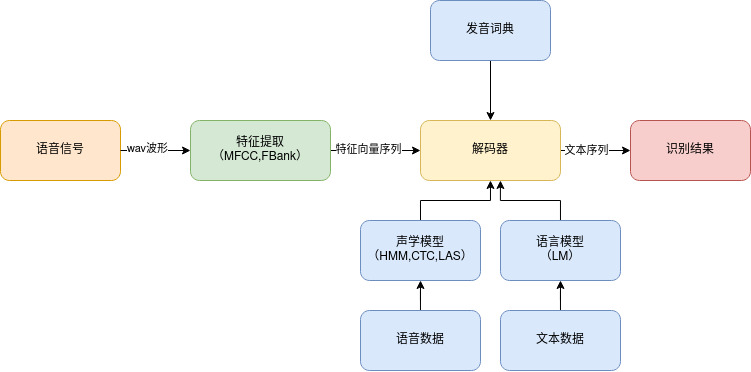 发音词典
语音信号
wav波形
特征提取
（MFCC,FBank）
特征向量序列
解码器
文本序列
识别结果
声学模型
（HMM,CTC,LAS）
语言模型
（LM）
语音数据
文本数据